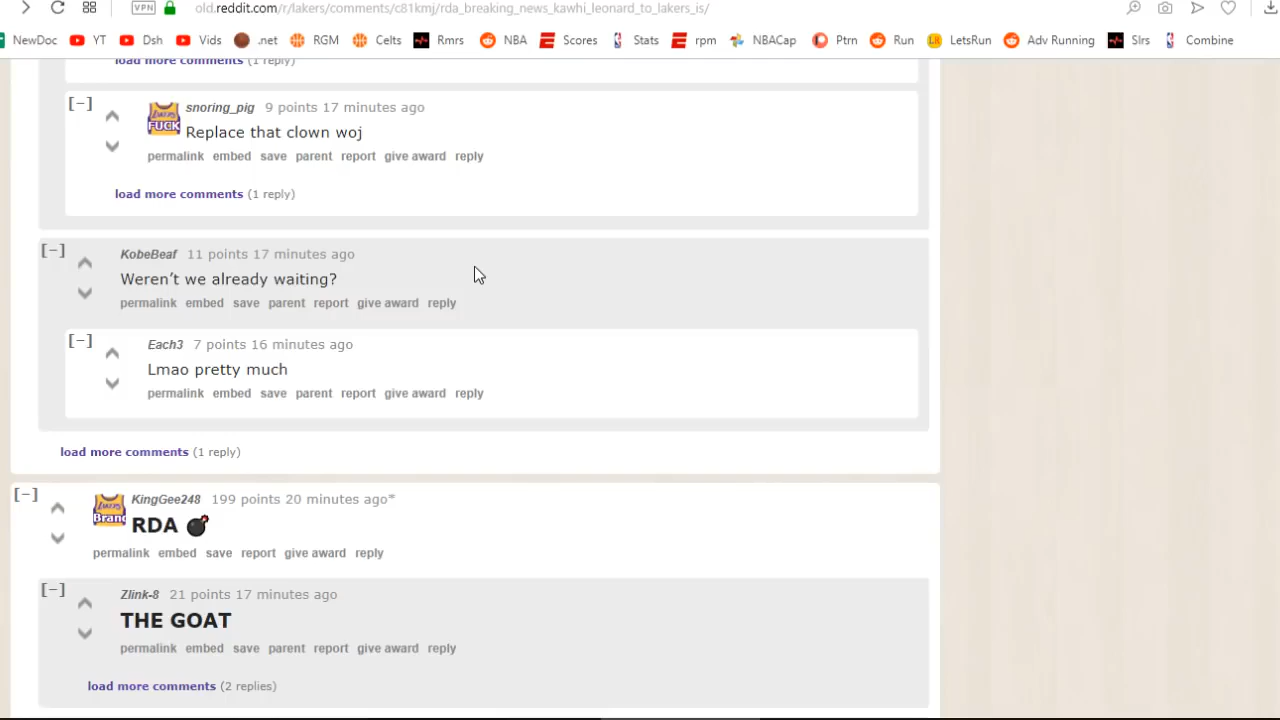 VPN old.reddit.com/r/lakers/comments/c81kmj/rda_breaking_news_kawhi_leonard_to_lakers_is/
NewDoc YT Dsh Vids .net RGM Celts Rmrs NBA Scores Stats rpm NBACap Ptrn Run LetsRun Adv Running Slrs Combine
load more comments (1 reply)
[-] snoring_pig 9 points 17 minutes ago
FUCK Replace that clown woj
permalink embed save parent report give award reply
load more comments (1 reply)
[-] KobeBeaf 11 points 17 minutes ago
Weren't we already waiting?
permalink embed save parent report give award reply
[-] Each3 7 points 16 minutes ago
Lmao pretty much
permalink embed save parent report give award reply
load more comments (1 reply)
[-] KingGee248 199 points 20 minutes ago*
RDA 💣
permalink embed save report give award reply
[-] Zlink-8 21 points 17 minutes ago
THE GOAT
permalink embed save parent report give award reply
load more comments (2 replies)